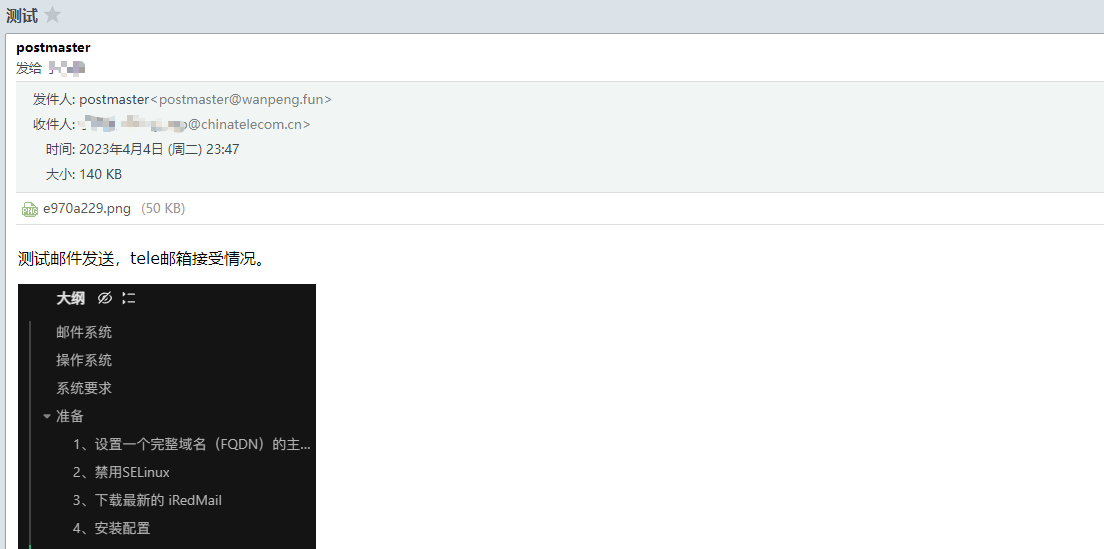 测试
postmaster
发给
发件人: postmaster<postmaster@wanpeng.fun>
收件人: @chinatelecom.cn>
时间: 2023年4月4日 (周二) 23:47
大小: 140 KB
e970a229.png (50 KB)
测试邮件发送，tele邮箱接受情况。
大纲
邮件系统
操作系统
系统要求
准备
1、设置一个完整域名（FQDN）的主...
2、禁用SELinux
3、下载最新的 iRedMail
4、安装配置